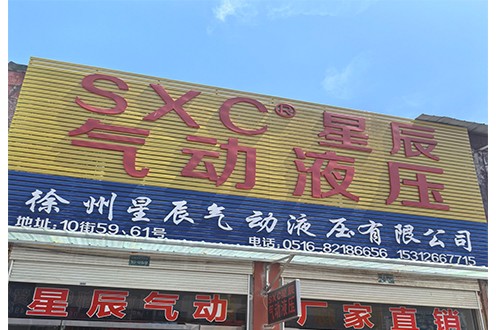 SXC®星辰
气动液压
徐州星辰气动液压有限公司
地址:10街59、61号 电话:0516-82186656 15312667715
星辰气动 厂家直销